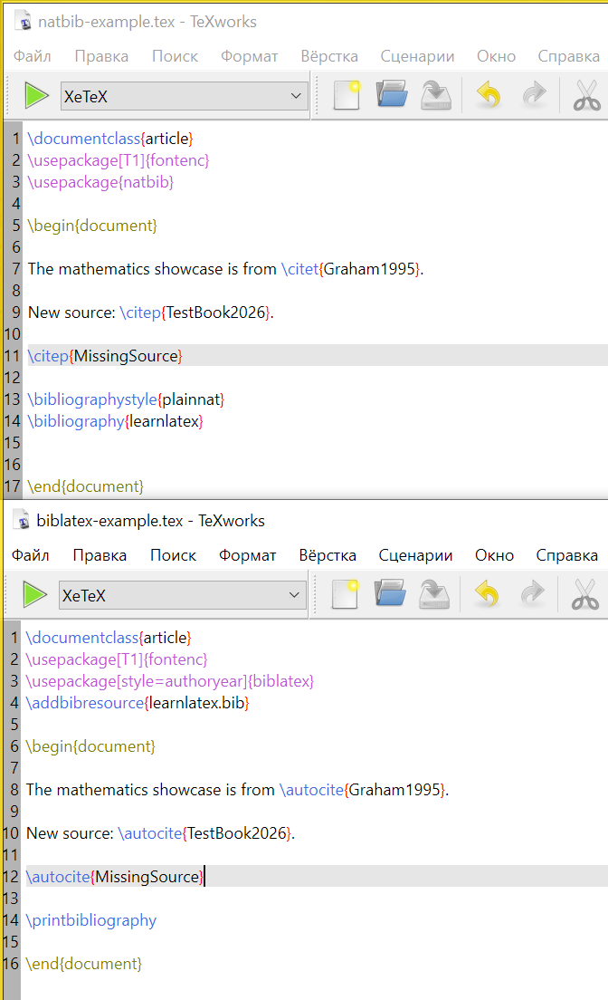 natbib-example.tex - TeXworks
Файл Правка Поиск Формат Вёрстка Сценарии Окно Справка
XeTeX
1 \documentclass{article}
2 \usepackage[T1]{fontenc}
3 \usepackage{natbib}
4
5 \begin{document}
6
7 The mathematics showcase is from \citet{Graham1995}.
8
9 New source: \citep{TestBook2026}.
10
11 \citep{MissingSource}
12
13 \bibliographystyle{plainnat}
14 \bibliography{learnlatex}
15
16
17 \end{document}
biblatex-example.tex - TeXworks
Файл Правка Поиск Формат Вёрстка Сценарии Окно Справка
XeTeX
1 \documentclass{article}
2 \usepackage[T1]{fontenc}
3 \usepackage[style=authoryear]{biblatex}
4 \addbibresource{learnlatex.bib}
5
6 \begin{document}
7
8 The mathematics showcase is from \autocite{Graham1995}.
9
10 New source: \autocite{TestBook2026}.
11
12 \autocite{MissingSource}
13
14 \printbibliography
15
16 \end{document}